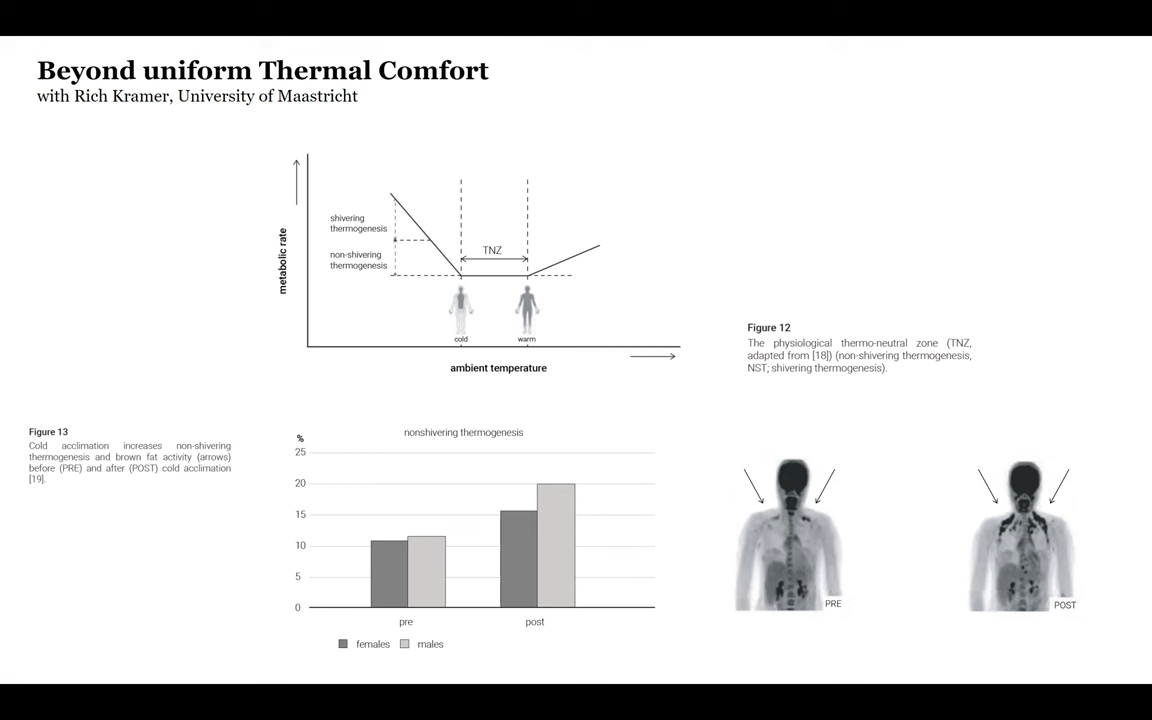 Beyond uniform Thermal Comfort
with Rich Kramer, University of Maastricht
metabolic rate
shivering
thermogenesis
non-shivering
thermogenesis
TNZ
cold
warm
ambient temperature
Figure 12
The physiological thermo-neutral zone (TNZ,
adapted from [18]) (non-shivering thermogenesis,
NST; shivering thermogenesis).
Figure 13
Cold acclimation increases non-shivering
thermogenesis and brown fat activity (arrows)
before (PRE) and after (POST) cold acclimation
[19].
%
nonshivering thermogenesis
25
20
15
10
5
0
pre
post
females
males
PRE
POST